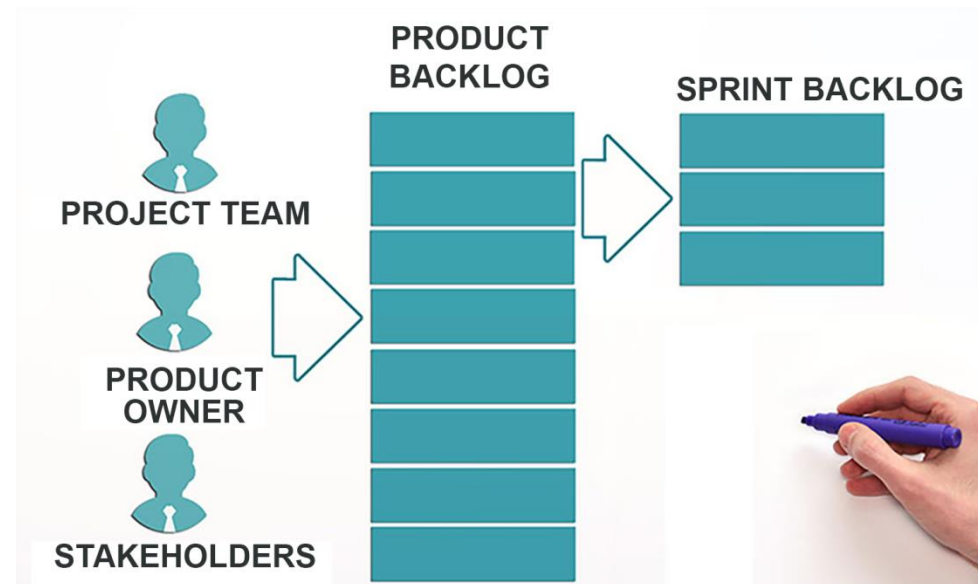 PRODUCT
BACKLOG
SPRINT BACKLOG
PROJECT TEAM
PRODUCT
OWNER
STAKEHOLDERS